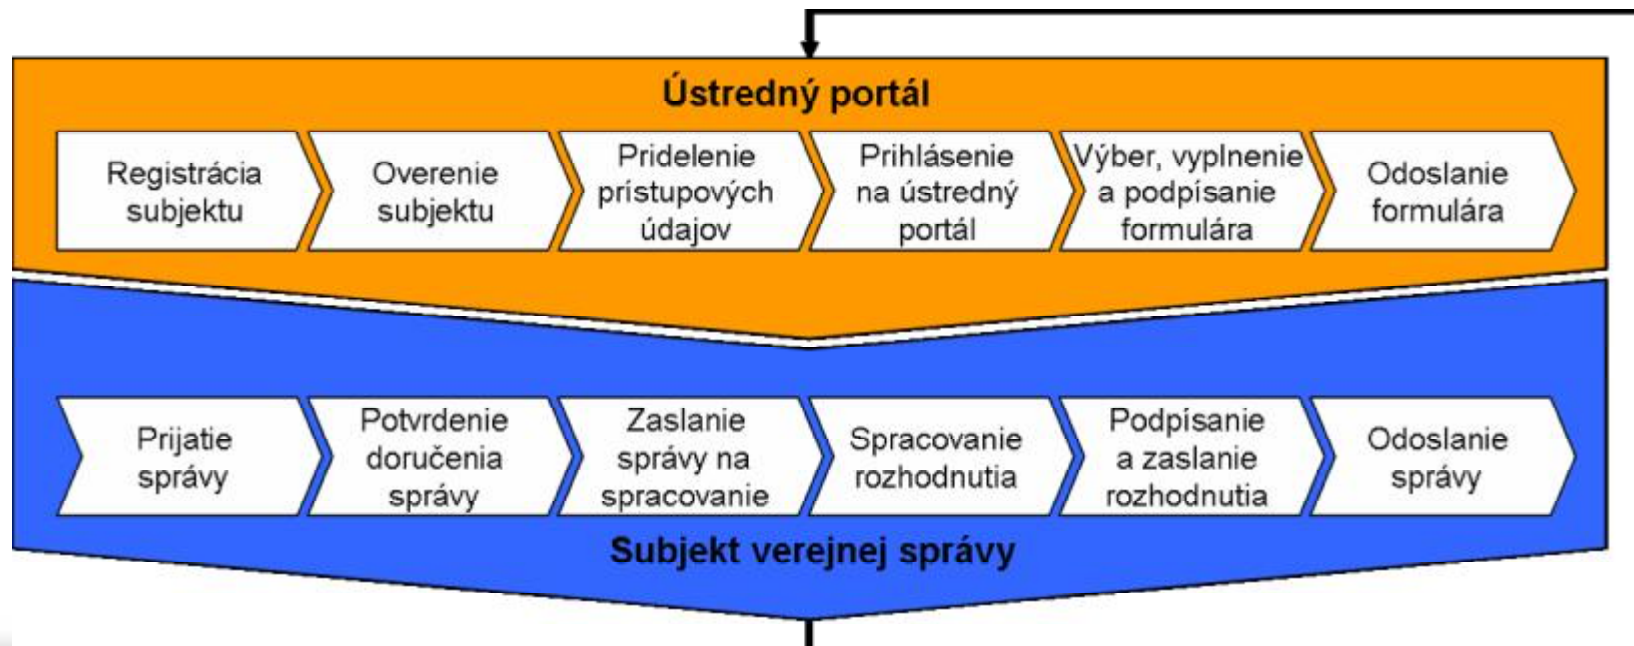 Ústredný portál
Registrácia
subjektu
Overenie
subjektu
Pridelenie
prístupových
údajov
Prihlásenie
na ústredný
portál
Výber, vyplnenie
a podpísanie
formulára
Odoslanie
formulára
Prijatie
správy
Potvrdenie
doručenia
správy
Zaslanie
správy na
spracovanie
Spracovanie
rozhodnutia
Podpísanie
a zaslanie
rozhodnutia
Odoslanie
správy
Subjekt verejnej správy